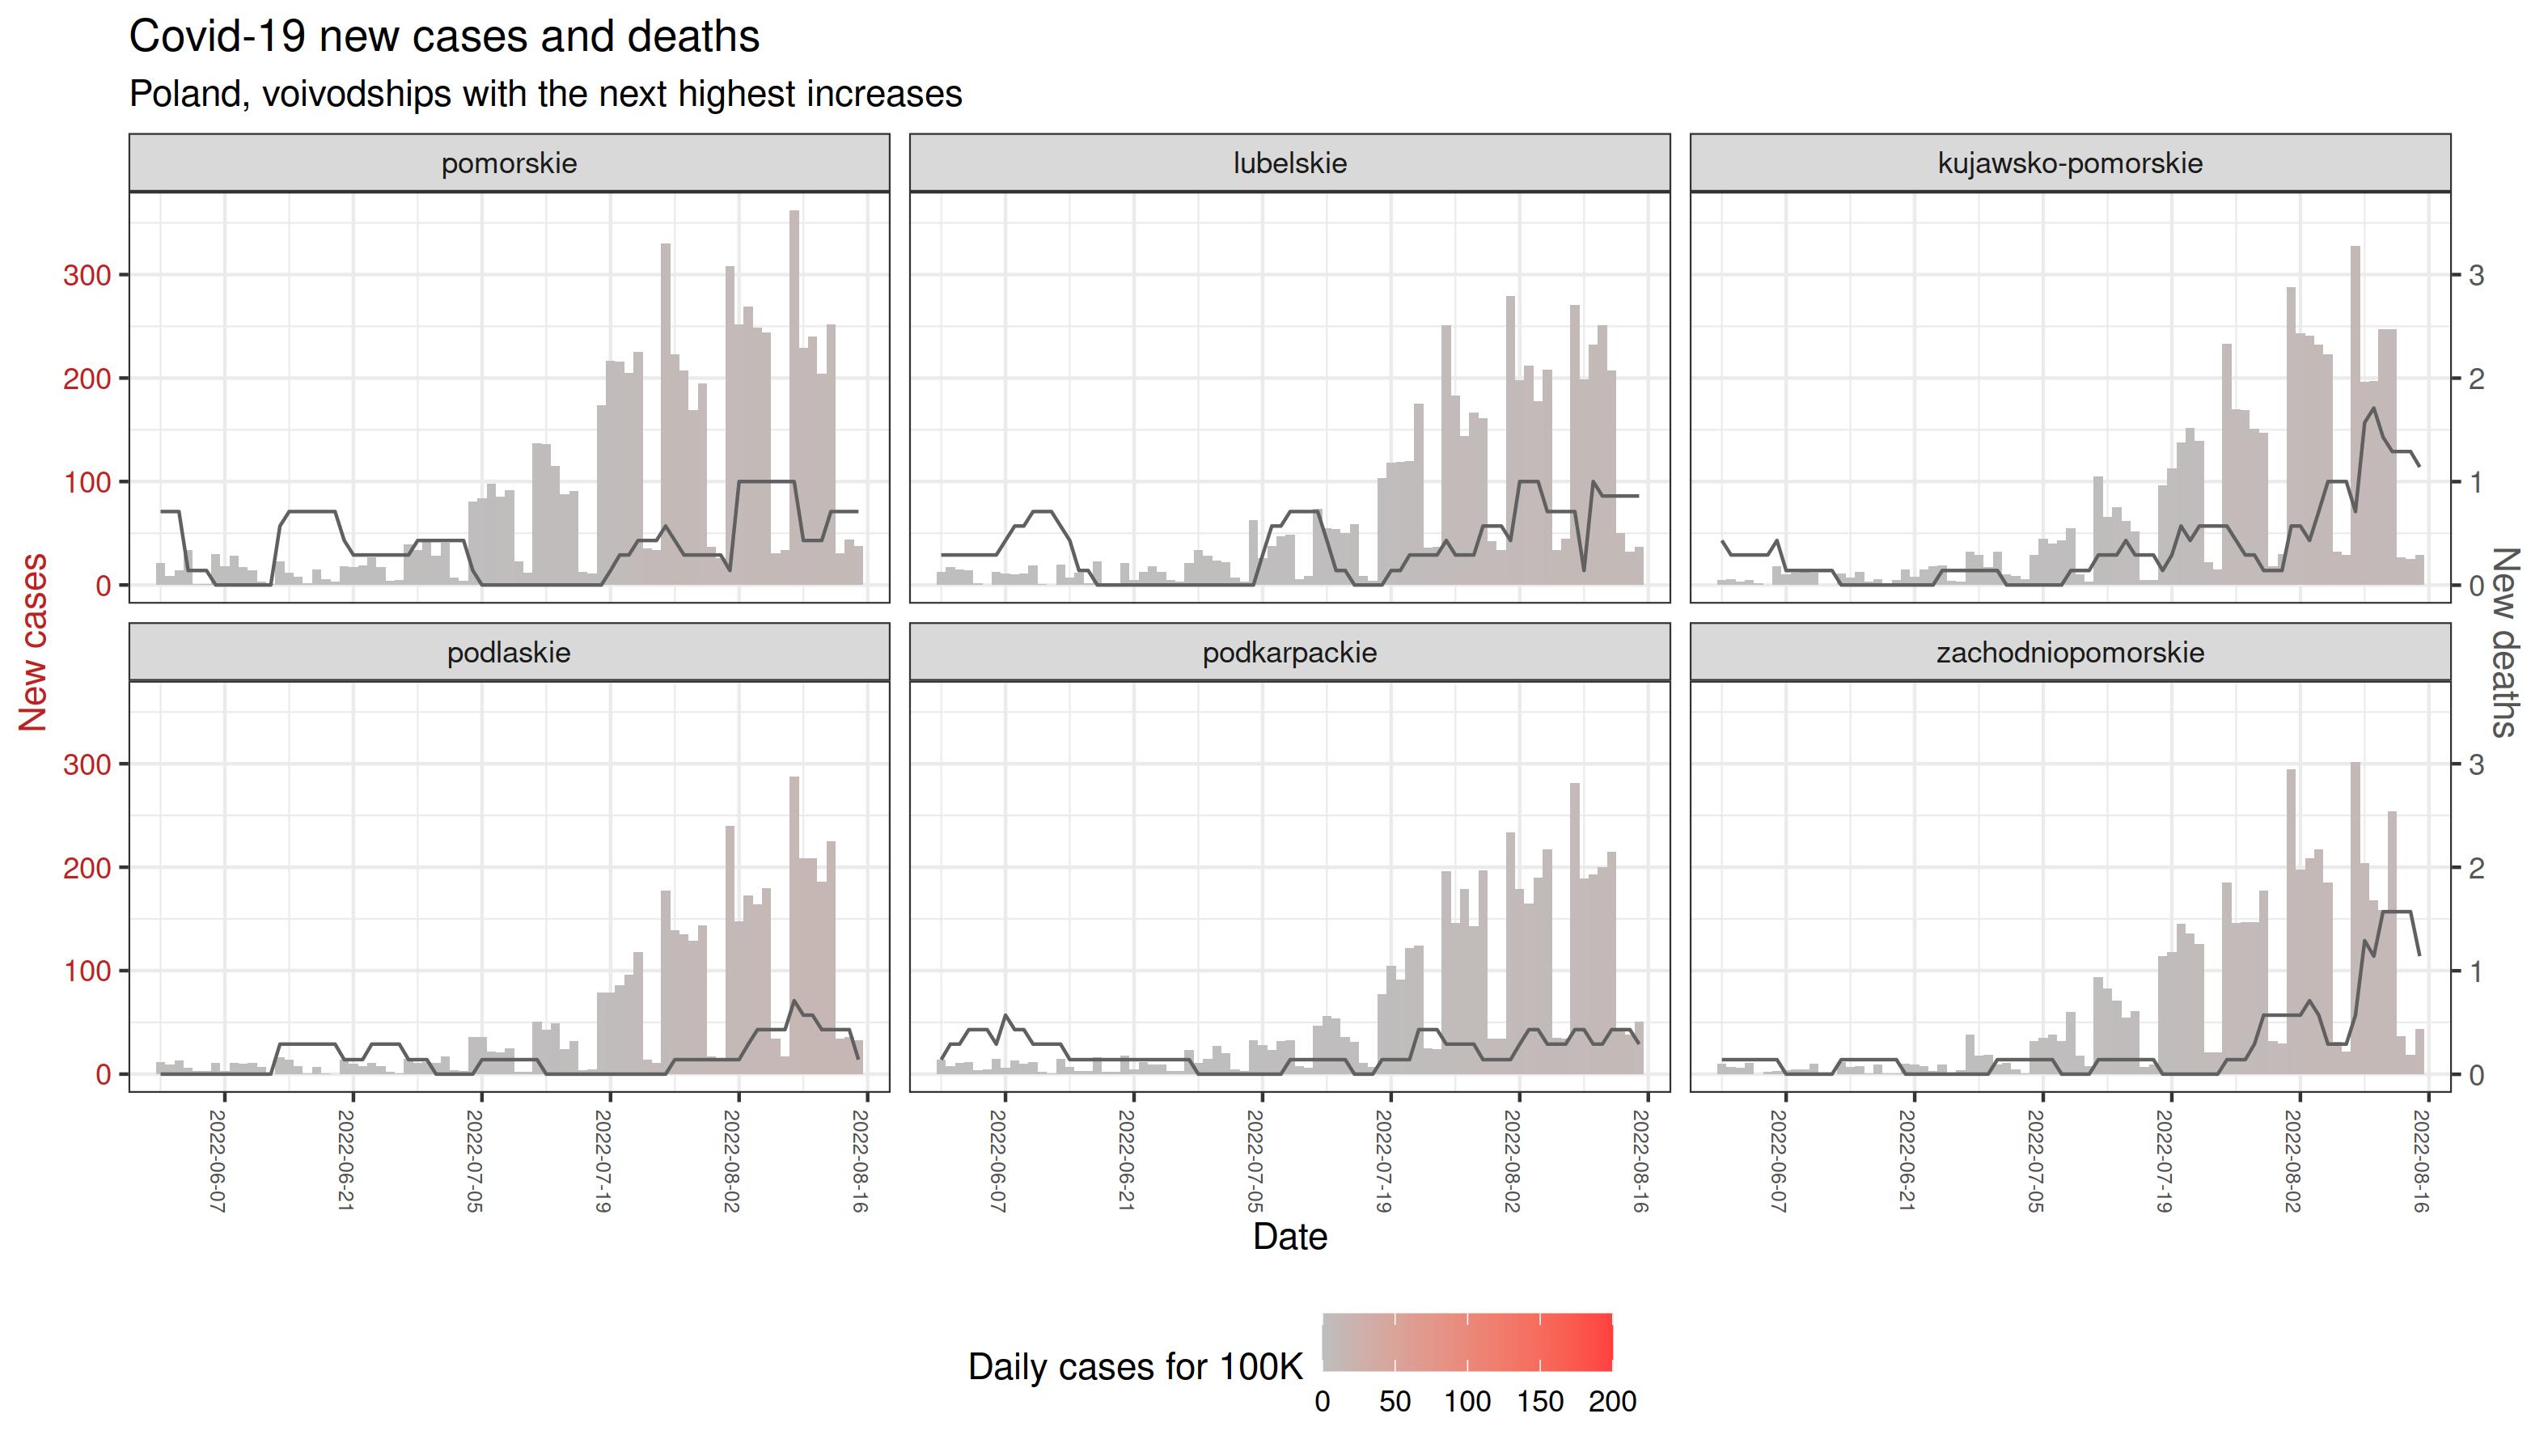 Covid-19 new cases and deaths
Poland, voivodships with the next highest increases
pomorskie
lubelskie
kujawsko-pomorskie
300
200
100
0
3
2
1
0
New cases
New deaths
podlaskie
podkarpackie
zachodniopomorskie
300
200
100
0
3
2
1
0
2022-06-07
2022-06-21
2022-07-05
2022-07-19
2022-08-02
2022-08-16
2022-06-07
2022-06-21
2022-07-05
2022-07-19
2022-08-02
2022-08-16
2022-06-07
2022-06-21
2022-07-05
2022-07-19
2022-08-02
2022-08-16
Date
Daily cases for 100K
0 50 100 150 200